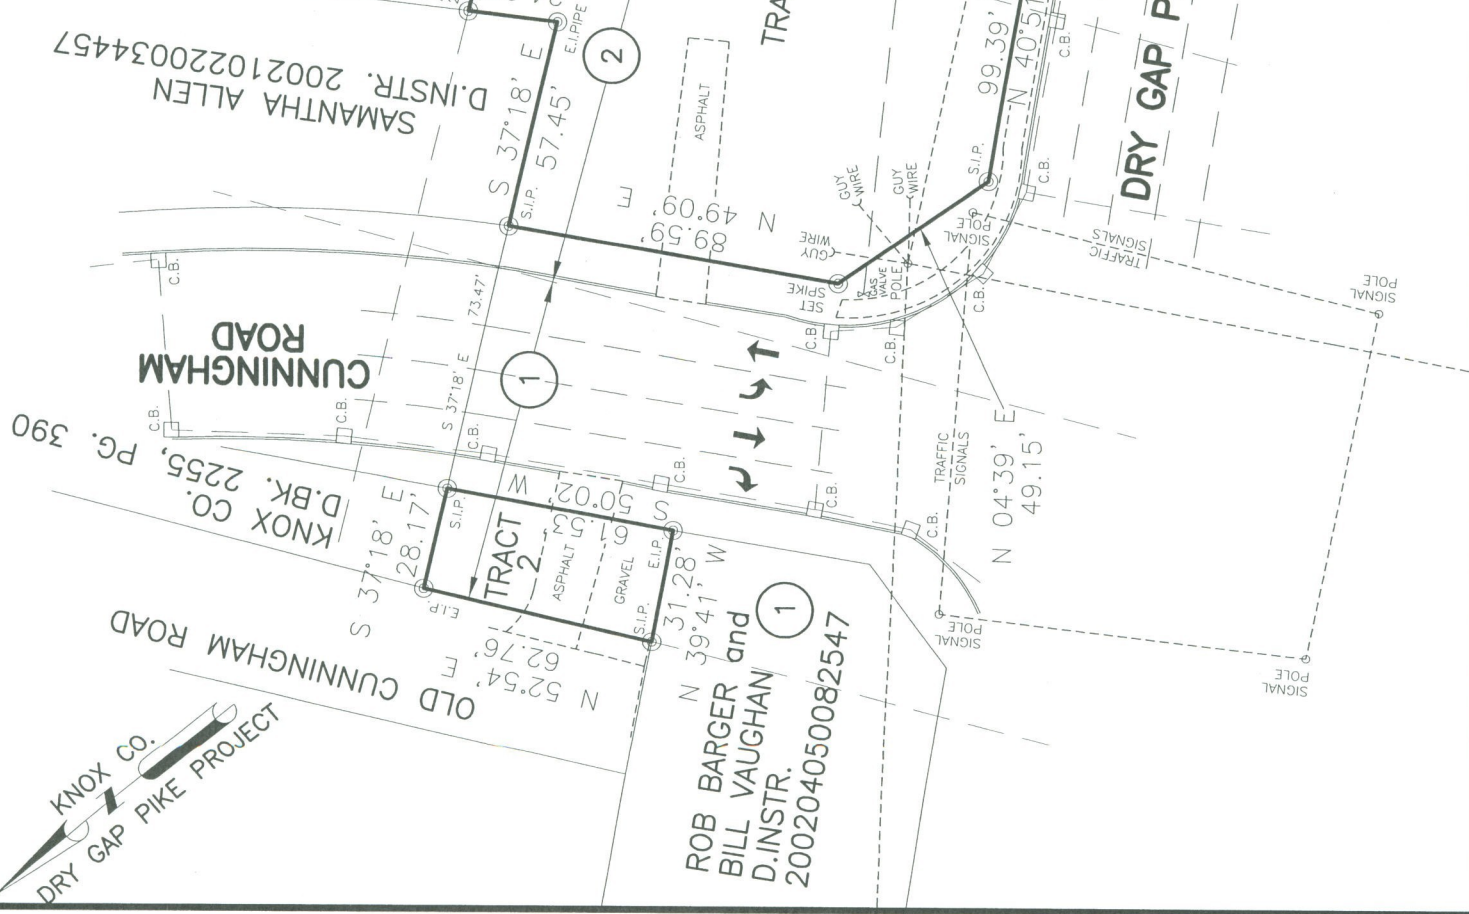 SAMANTHA ALLEN
D.INSTR. 200210220034457
S 37°18' E
57.45'
E.I.PIPE
2
TRA
ASPHALT
99.39'
N 40°51
C.B.
DRY GAP P
S.I.P.
S.I.P.
GUY
WIRE
GUY
WIRE
GUY
WIRE
N 49°09' E
89.59'
SET
SPIKE
GAS
VALVE
POLE
SIGNAL
POLE
C.B.
TRAFFIC
SIGNALS
SIGNAL
POLE
C.B.
C.B.
C.B.
C.B.
CUNNINGHAM
ROAD
73.47'
S 37°18' E
1
C.B.
C.B.
C.B.
C.B.
C.B.
C.B.
KNOX CO.
D.BK. 2255, PG. 390
S 37°18' E
28.17'
S.I.P.
TRACT
2
S 50°02' W
61.53'
ASPHALT
GRAVEL
E.I.P.
E.I.P.
S.I.P.
31.28'
N 39°41' W
N 52°54' E
62.76'
OLD CUNNINGHAM ROAD
TRAFFIC
SIGNALS
N 04°39' E
49.15'
SIGNAL
POLE
SIGNAL
POLE
ROB BARGER and
BILL VAUGHAN
D.INSTR.
200204050082547
1
KNOX CO.
N
DRY GAP PIKE PROJECT